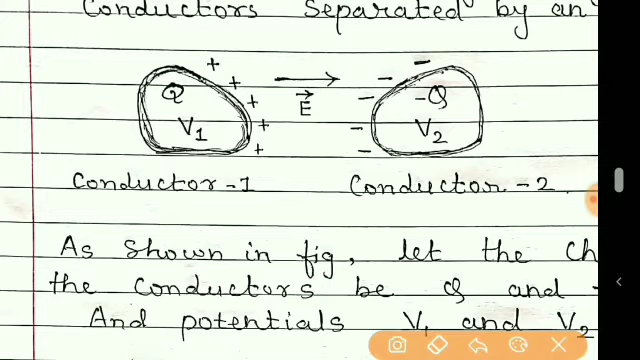 Conductors separated by an
+ -
Q + E → - -Q
V1 + - V2
+ -
+ -
Conductor-1 Conductor-2.
As shown in fig, let the Ch
the conductors be Q and -
And potentials V1 and V2